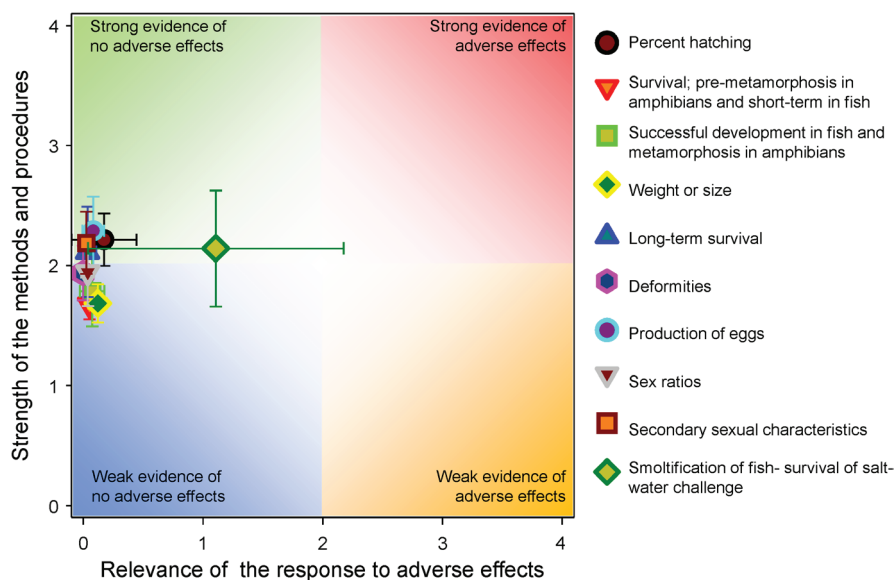 4
3
2
1
0
Strength of the methods and procedures
Strong evidence of
no adverse effects
Strong evidence of
adverse effects
Weak evidence of
no adverse effects
Weak evidence of
adverse effects
0 1 2 3 4
Relevance of the response to adverse effects
Percent hatching
Survival; pre-metamorphosis in
amphibians and short-term in fish
Successful development in fish and
metamorphosis in amphibians
Weight or size
Long-term survival
Deformities
Production of eggs
Sex ratios
Secondary sexual characteristics
Smoltification of fish- survival of salt-
water challenge